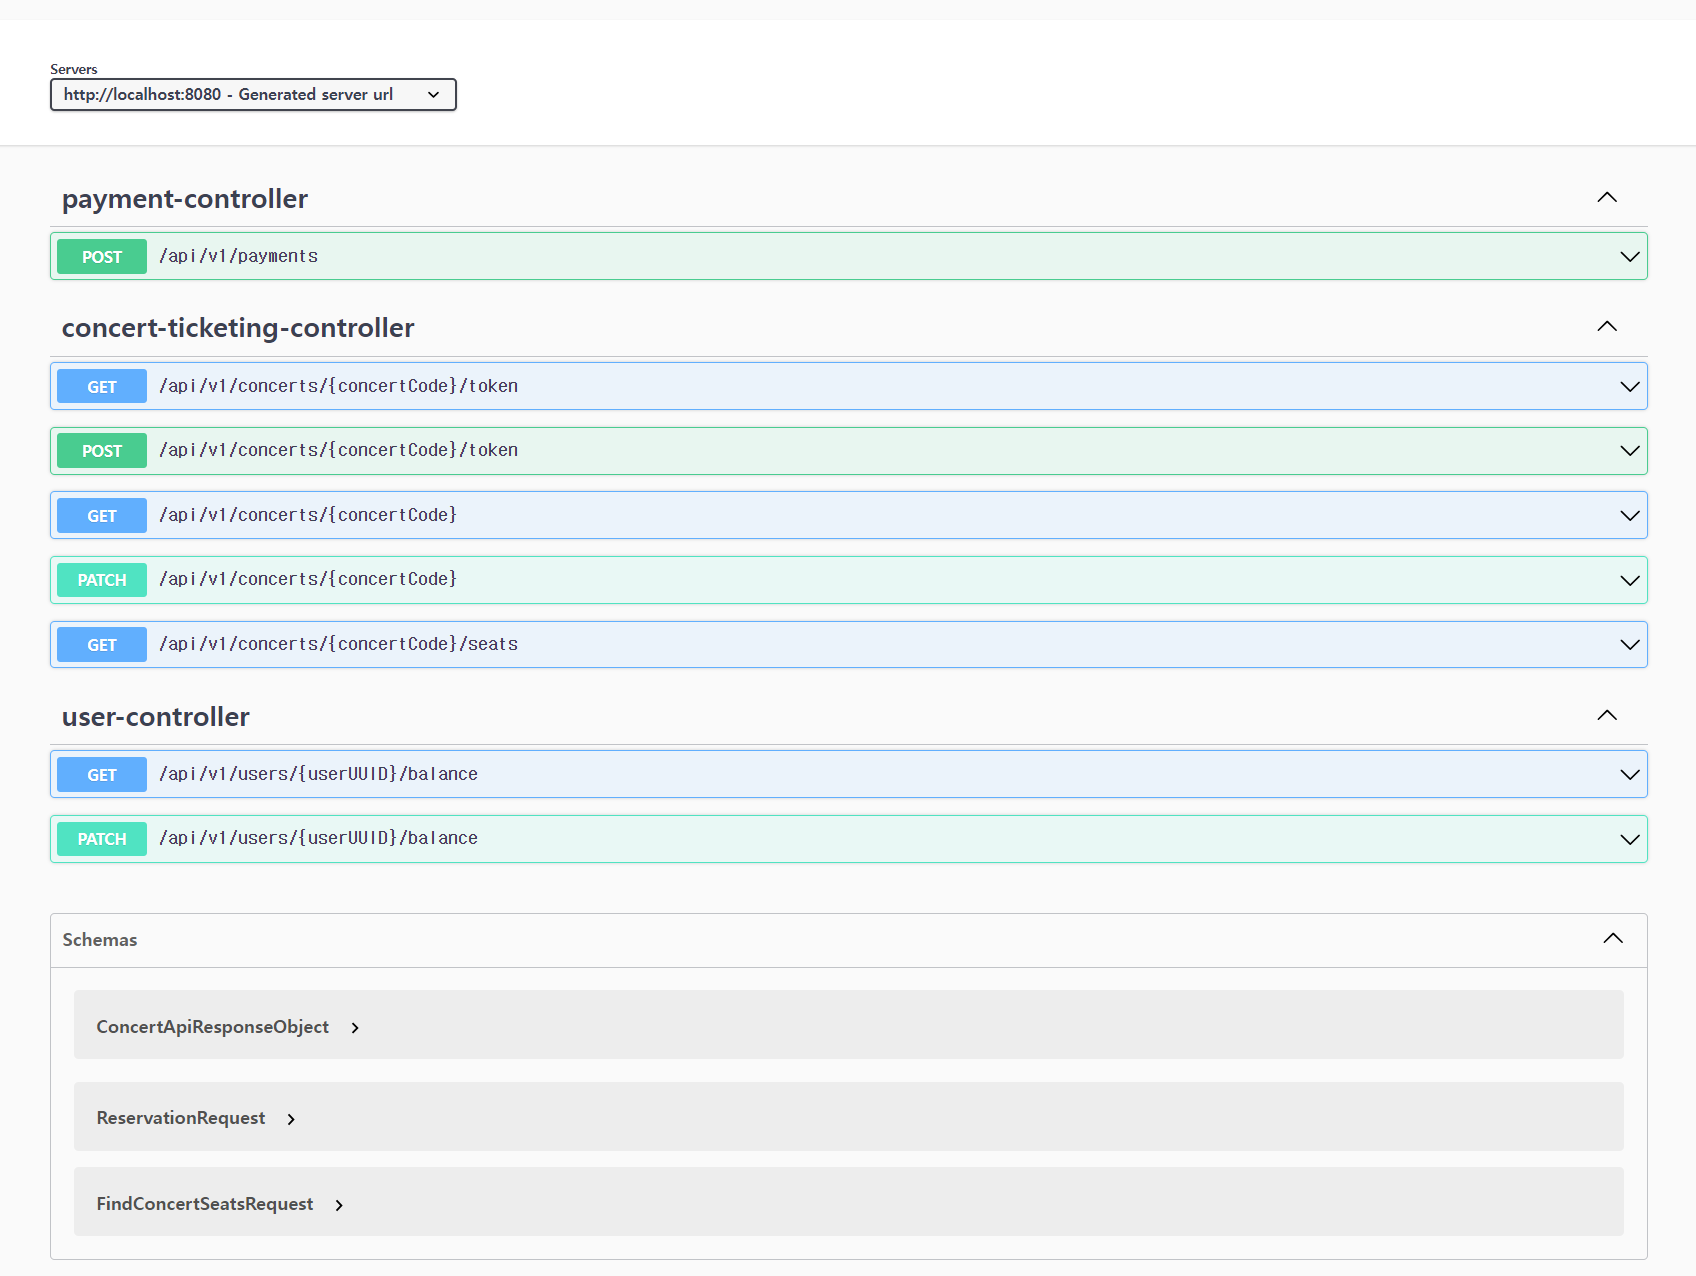 Servers
http://localhost:8080 - Generated server url
payment-controller
POST /api/v1/payments
concert-ticketing-controller
GET /api/v1/concerts/{concertCode}/token
POST /api/v1/concerts/{concertCode}/token
GET /api/v1/concerts/{concertCode}
PATCH /api/v1/concerts/{concertCode}
GET /api/v1/concerts/{concertCode}/seats
user-controller
GET /api/v1/users/{userUUID}/balance
PATCH /api/v1/users/{userUUID}/balance
Schemas
ConcertApiResponseObject
ReservationRequest
FindConcertSeatsRequest